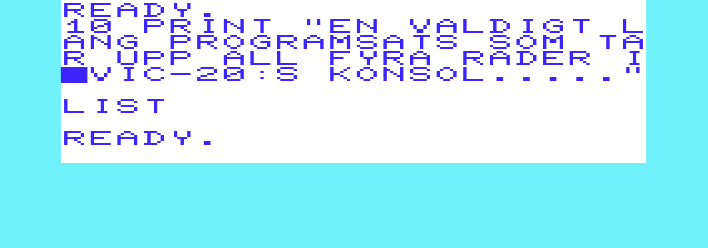 READY.
10 PRINT "EN VALDIGT L
ANG PROGRAMSATS SOM TA
R UPP ALL FYRA RADER I
VIC-20:S KONSOL....."
LIST
READY.